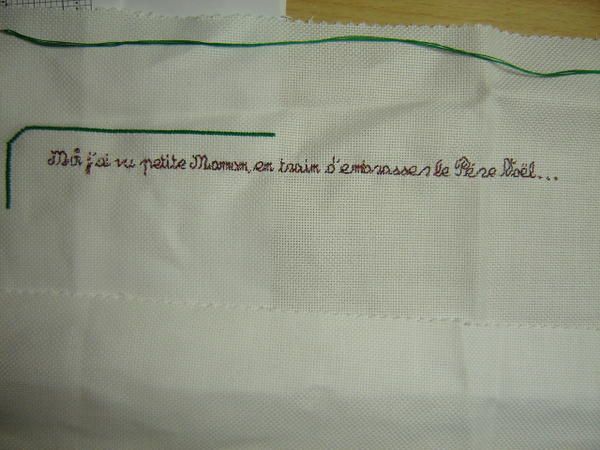 Moi j'ai vu petite Maman, en train d'embrasser le Père Noël...